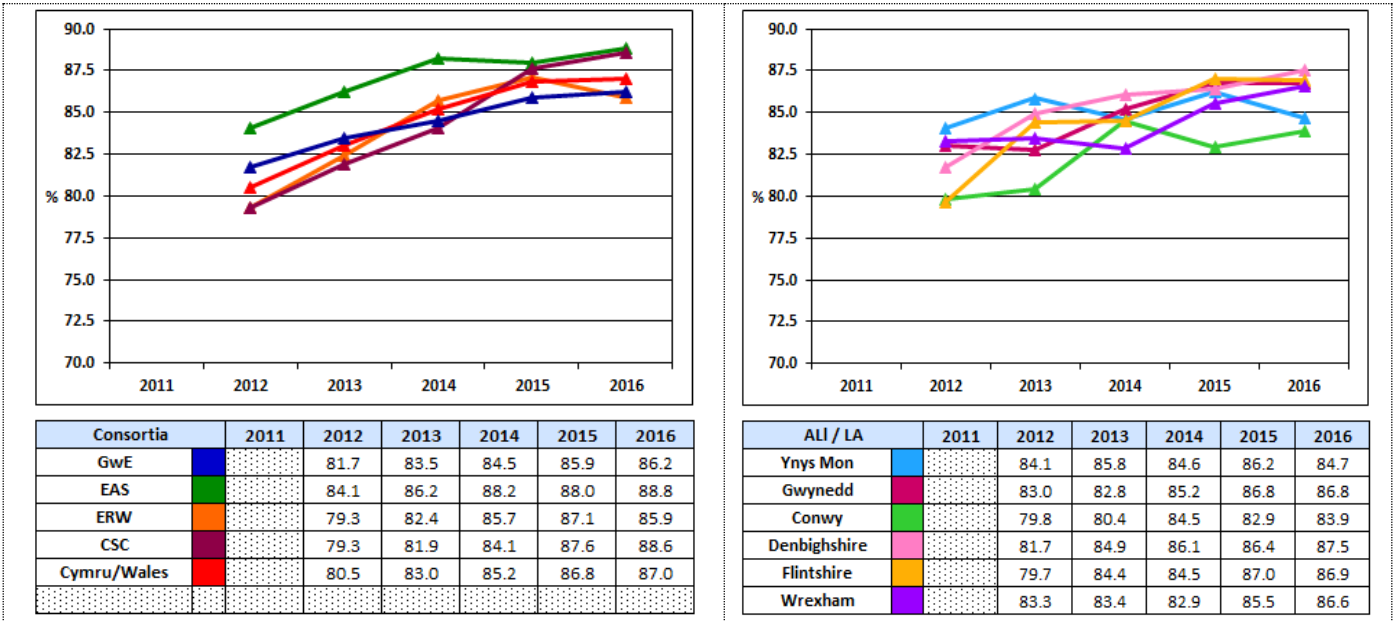 90.0
87.5
85.0
82.5
% 80.0
77.5
75.0
72.5
70.0
2011 2012 2013 2014 2015 2016
Consortia 2011 2012 2013 2014 2015 2016
GwE 81.7 83.5 84.5 85.9 86.2
EAS 84.1 86.2 88.2 88.0 88.8
ERW 79.3 82.4 85.7 87.1 85.9
CSC 79.3 81.9 84.1 87.6 88.6
Cymru/Wales 80.5 83.0 85.2 86.8 87.0
90.0
87.5
85.0
82.5
% 80.0
77.5
75.0
72.5
70.0
2011 2012 2013 2014 2015 2016
ALl / LA 2011 2012 2013 2014 2015 2016
Ynys Mon 84.1 85.8 84.6 86.2 84.7
Gwynedd 83.0 82.8 85.2 86.8 86.8
Conwy 79.8 80.4 84.5 82.9 83.9
Denbighshire 81.7 84.9 86.1 86.4 87.5
Flintshire 79.7 84.4 84.5 87.0 86.9
Wrexham 83.3 83.4 82.9 85.5 86.6